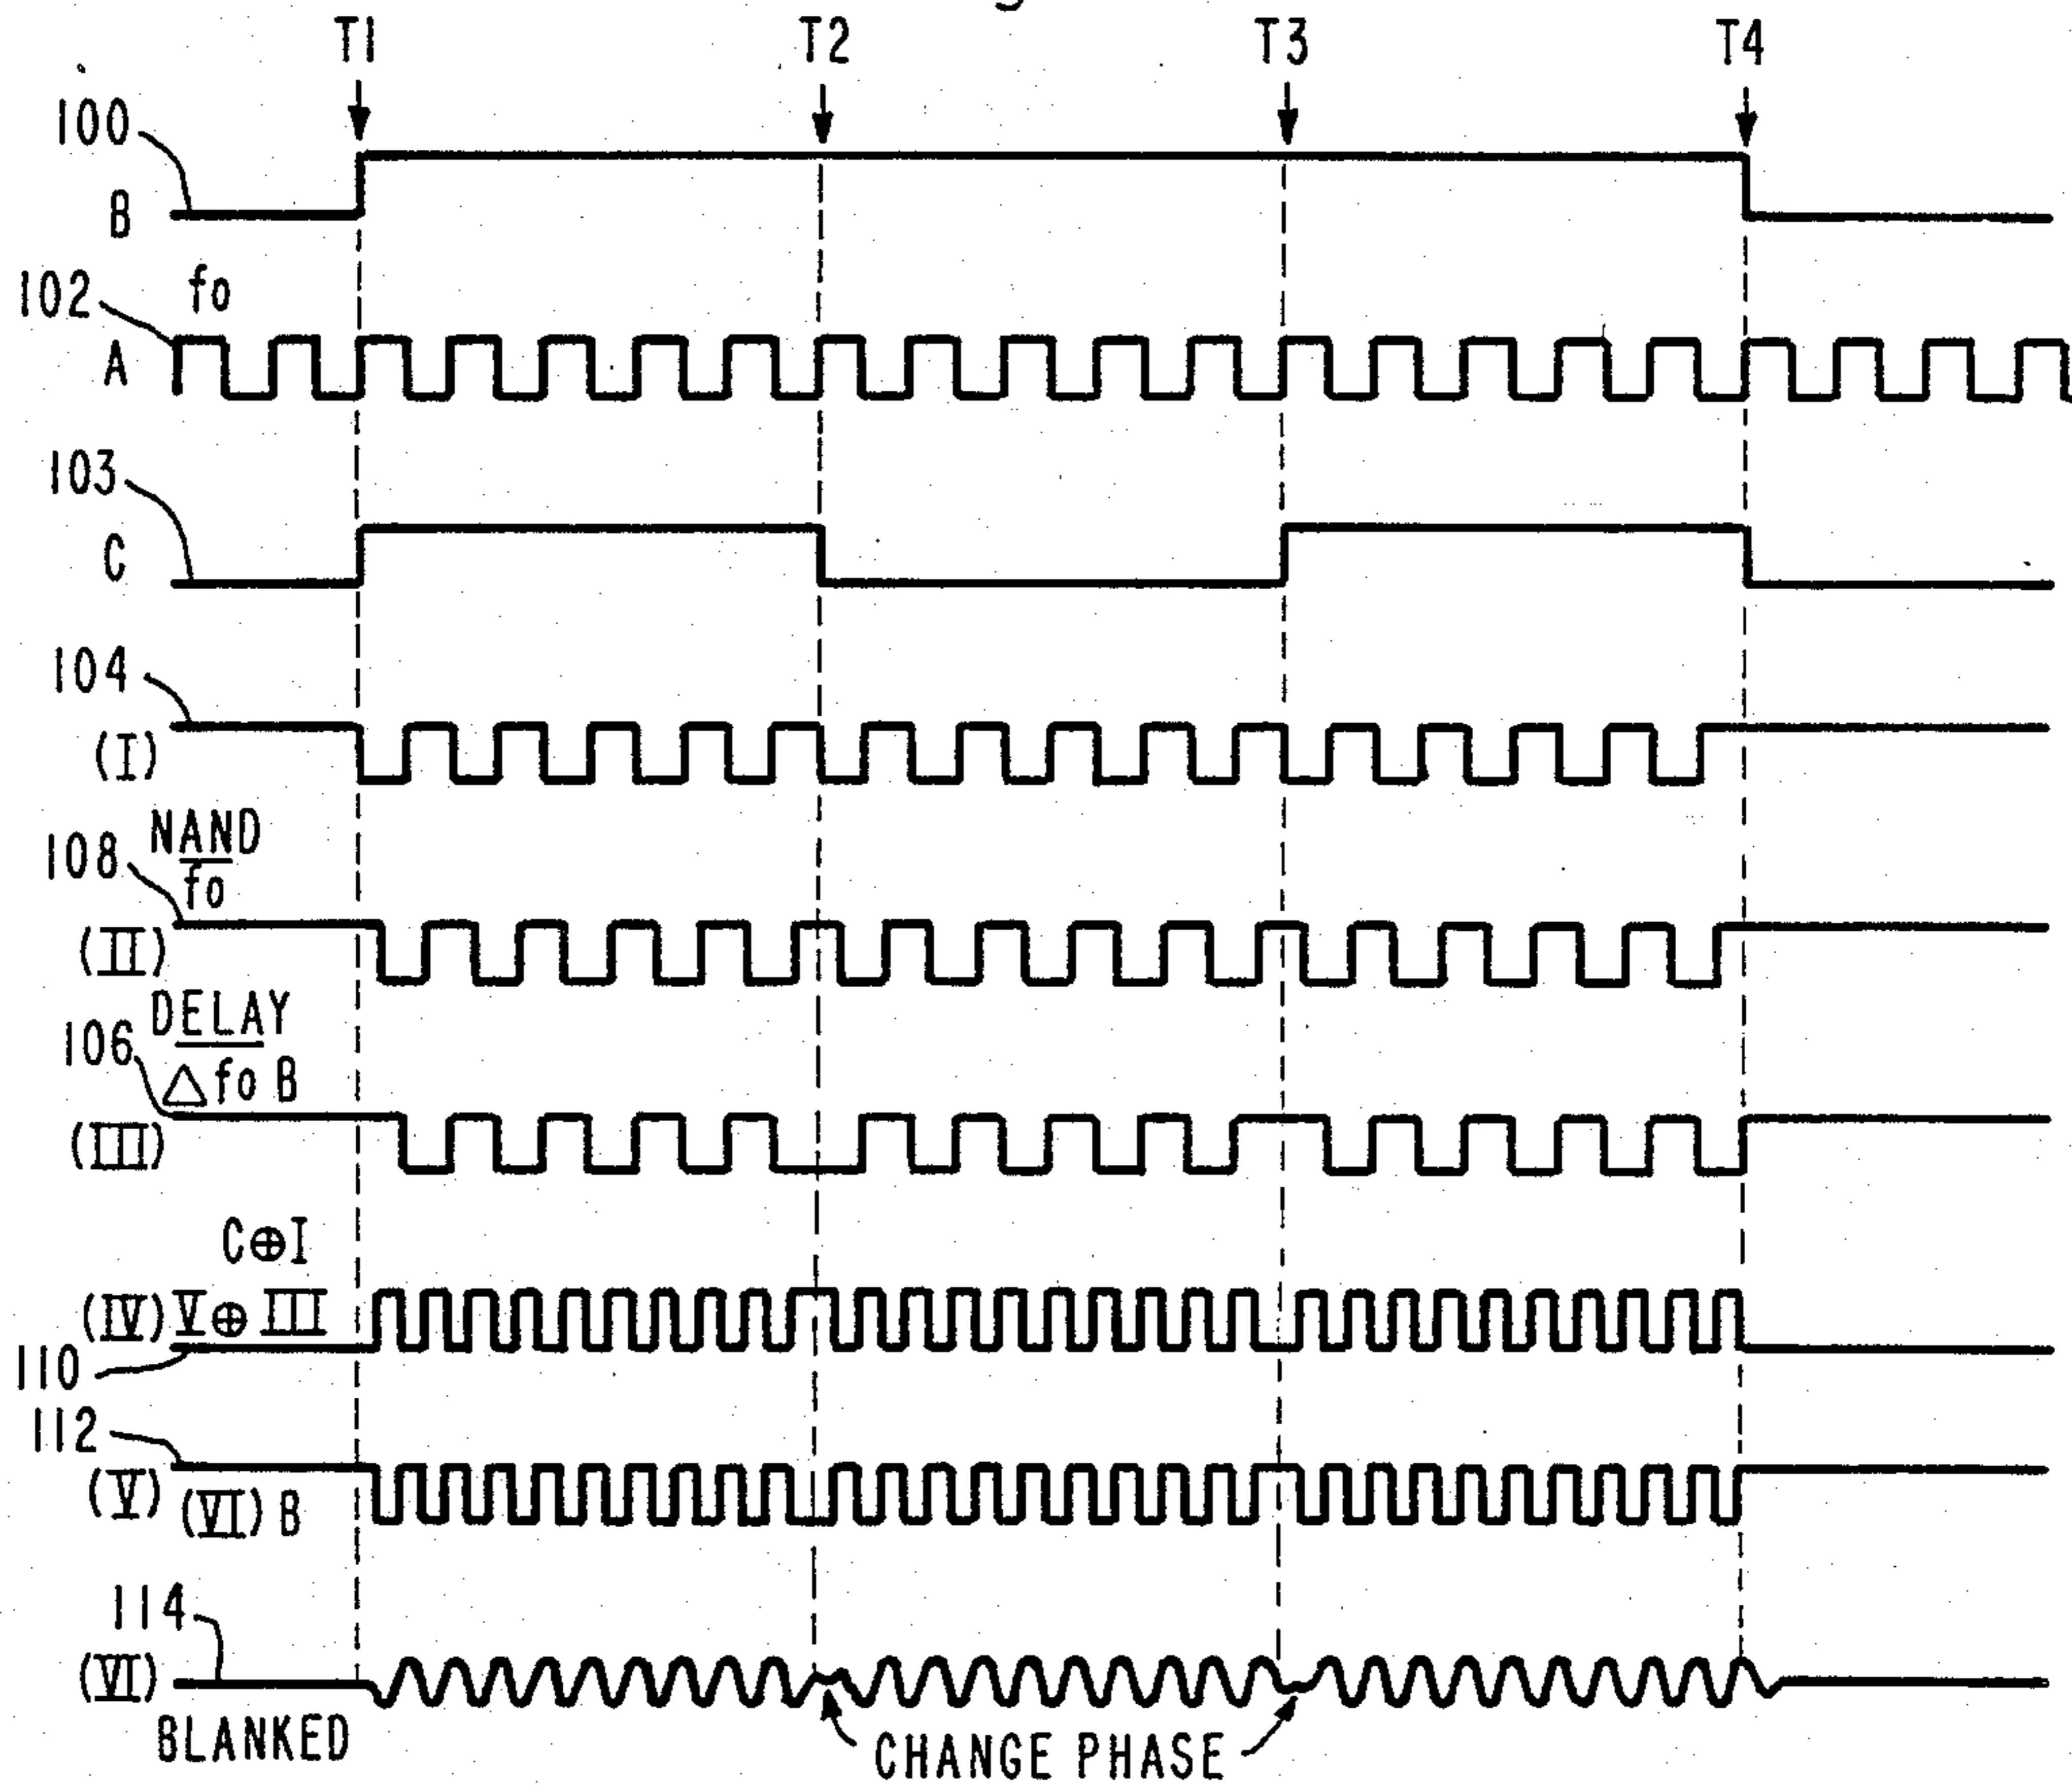 T1 T2 T3 T4
100
B
102 fo
A
103
C
104
(I)
108 NAND
fo
(II)
106 DELAY
△fo B
(III)
C⊕I
(IV) V⊕III
110
112
(V) (VI) B
114
(VI)
BLANKED
CHANGE PHASE